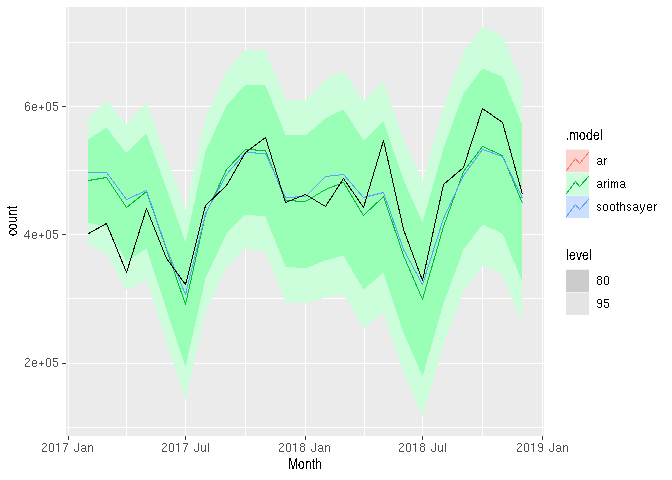 6e+05
4e+05
2e+05
count
2017 Jan
2017 Jul
2018 Jan
2018 Jul
2019 Jan
Month
.model
ar
arima
soothsayer
level
80
95